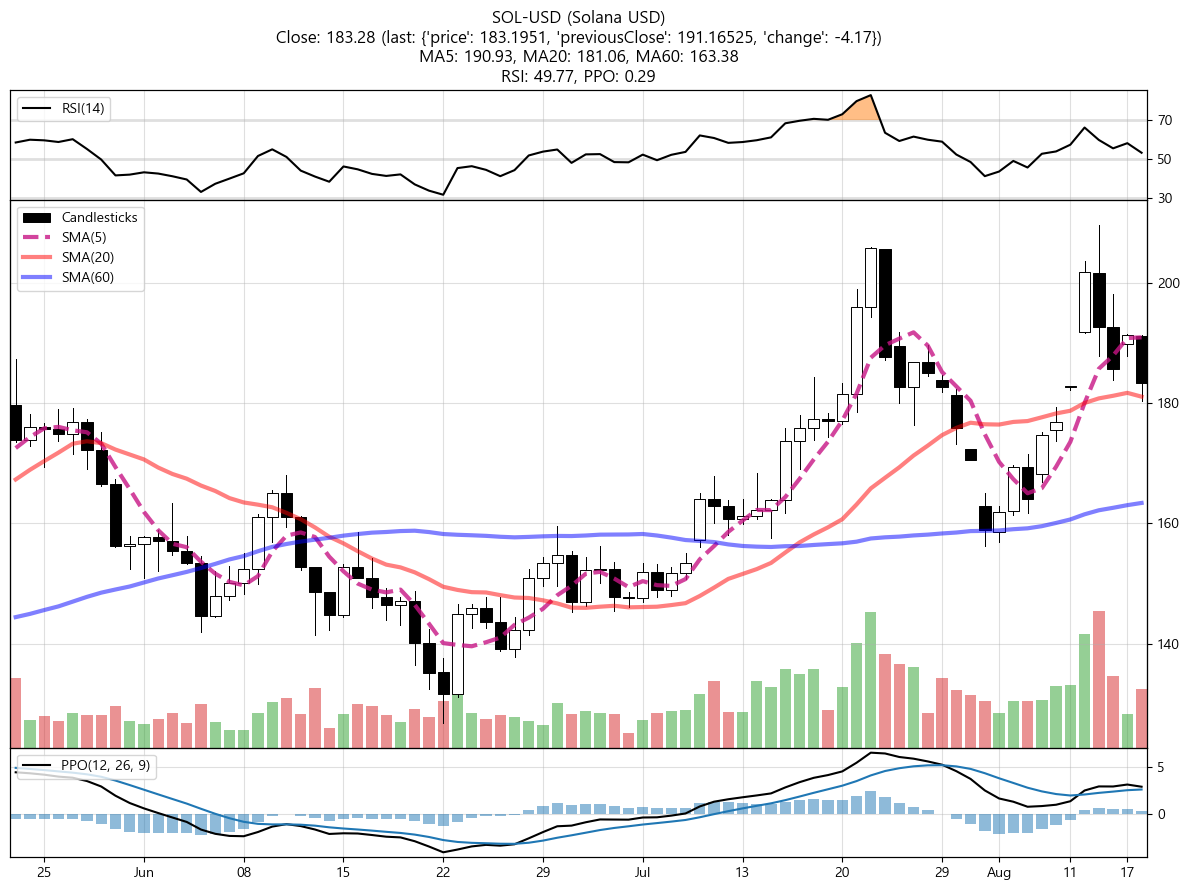 SOL-USD (Solana USD)
Close: 183.28 (last: {'price': 183.1951, 'previousClose': 191.16525, 'change': -4.17})
MA5: 190.93, MA20: 181.06, MA60: 163.38
RSI: 49.77, PPO: 0.29
RSI(14)
70
50
30
Candlesticks
SMA(5)
SMA(20)
SMA(60)
200
180
160
140
PPO(12, 26, 9)
5
0
25 Jun 08 15 22 29 Jul 13 20 29 Aug 11 17